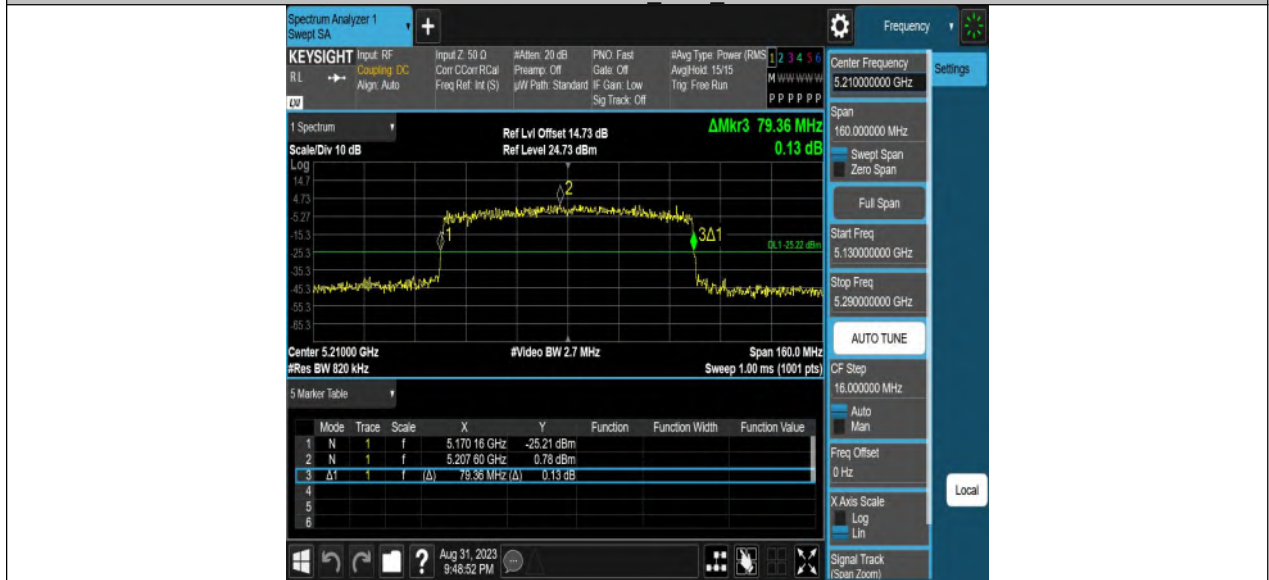 Spectrum Analyzer 1
Swept SA
+
Frequency
KEYSIGHT
RL
LXI
Input: RF
Coupling: DC
Align: Auto
Input Z: 50 Ω
Corr CCorr RCal
Freq Ref: Int (S)
#Atten: 20 dB
Preamp: Off
µW Path: Standard
PNO: Fast
Gate: Off
IF Gain: Low
Sig Track: Off
#Avg Type: Power (RMS
Avg|Hold: 15/15
Trig: Free Run
1 2 3 4 5 6
M W W W W W
P P P P P P
1 Spectrum
Scale/Div 10 dB
Ref Lvl Offset 14.73 dB
Ref Level 24.73 dBm
ΔMkr3 79.36 MHz
0.13 dB
Log
14.7
4.73
-5.27
-15.3
-25.3
-35.3
-45.3
-55.3
-65.3
2
1
3Δ1
DL1 -25.22 dBm
Center 5.21000 GHz
#Video BW 2.7 MHz
Span 160.0 MHz
#Res BW 820 kHz
Sweep 1.00 ms (1001 pts)
5 Marker Table
Mode Trace Scale X Y Function Function Width Function Value
1 N 1 f 5.170 16 GHz -25.21 dBm
2 N 1 f 5.207 60 GHz 0.78 dBm
3 Δ1 1 f (Δ) 79.36 MHz (Δ) 0.13 dB
4
5
6
?
Aug 31, 2023
9:48:52 PM
Center Frequency
5.210000000 GHz
Settings
Span
160.000000 MHz
Swept Span
Zero Span
Full Span
Start Freq
5.130000000 GHz
Stop Freq
5.290000000 GHz
AUTO TUNE
CF Step
16.000000 MHz
Auto
Man
Freq Offset
0 Hz
X Axis Scale
Log
Lin
Local
Signal Track
(Span Zoom)